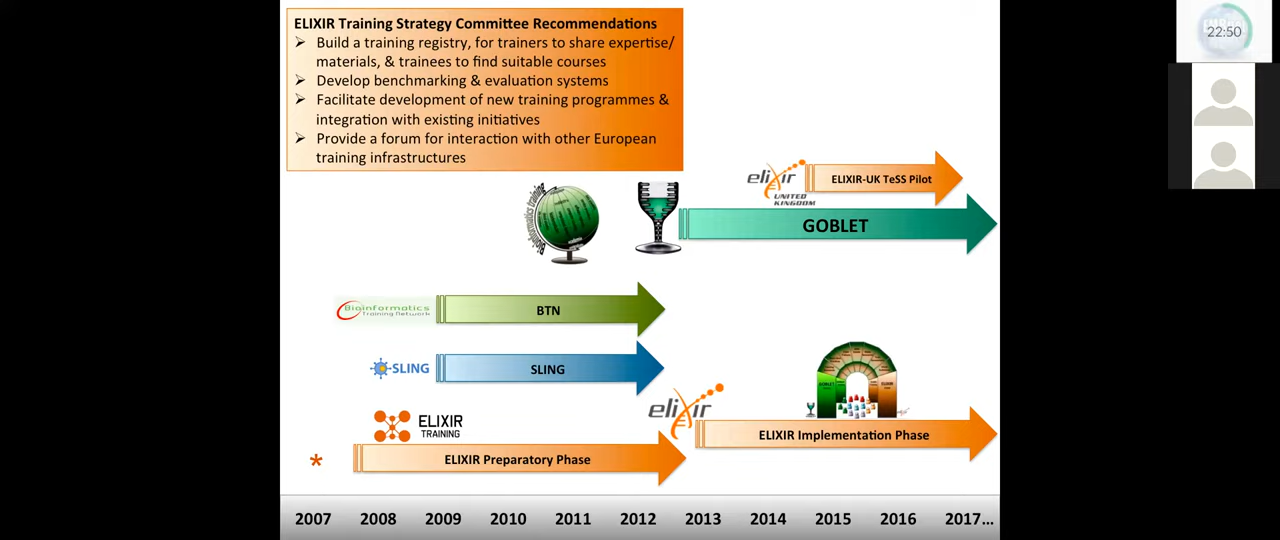 ELIXIR Training Strategy Committee Recommendations
➢ Build a training registry, for trainers to share expertise/
materials, & trainees to find suitable courses
➢ Develop benchmarking & evaluation systems
➢ Facilitate development of new training programmes &
integration with existing initiatives
➢ Provide a forum for interaction with other European
training infrastructures
22:50
elixir
UNITED
KINGDOM
ELIXIR-UK TeSS Pilot
Bioinformatics training
GOBLET
Bioinformatics
Training Network
BTN
SLING
SLING
elixir
GOBLET
ELIXIR
ELIXIR
TRAINING
ELIXIR Implementation Phase
*
ELIXIR Preparatory Phase
2007 2008 2009 2010 2011 2012 2013 2014 2015 2016 2017...